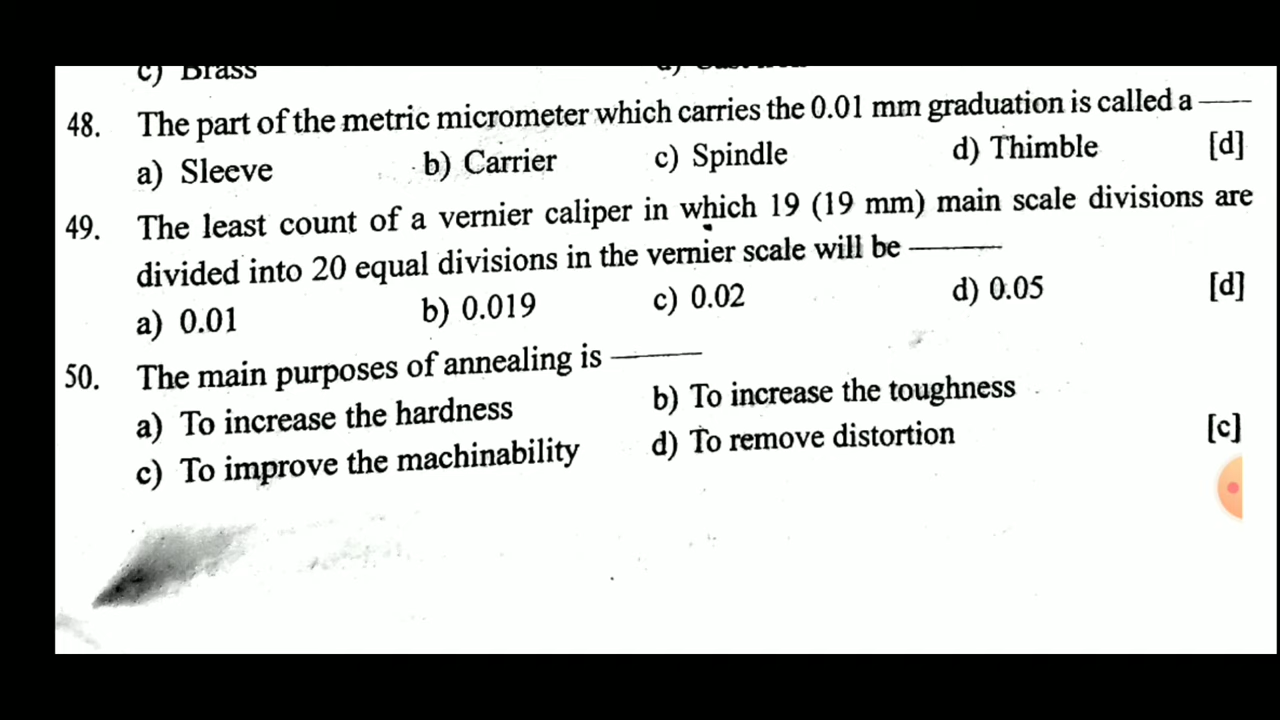 c) Brass
48. The part of the metric micrometer which carries the 0.01 mm graduation is called a ——
a) Sleeve b) Carrier c) Spindle d) Thimble [d]
49. The least count of a vernier caliper in which 19 (19 mm) main scale divisions are
divided into 20 equal divisions in the vernier scale will be ———
a) 0.01 b) 0.019 c) 0.02 d) 0.05 [d]
50. The main purposes of annealing is ———
a) To increase the hardness b) To increase the toughness
c) To improve the machinability d) To remove distortion [c]